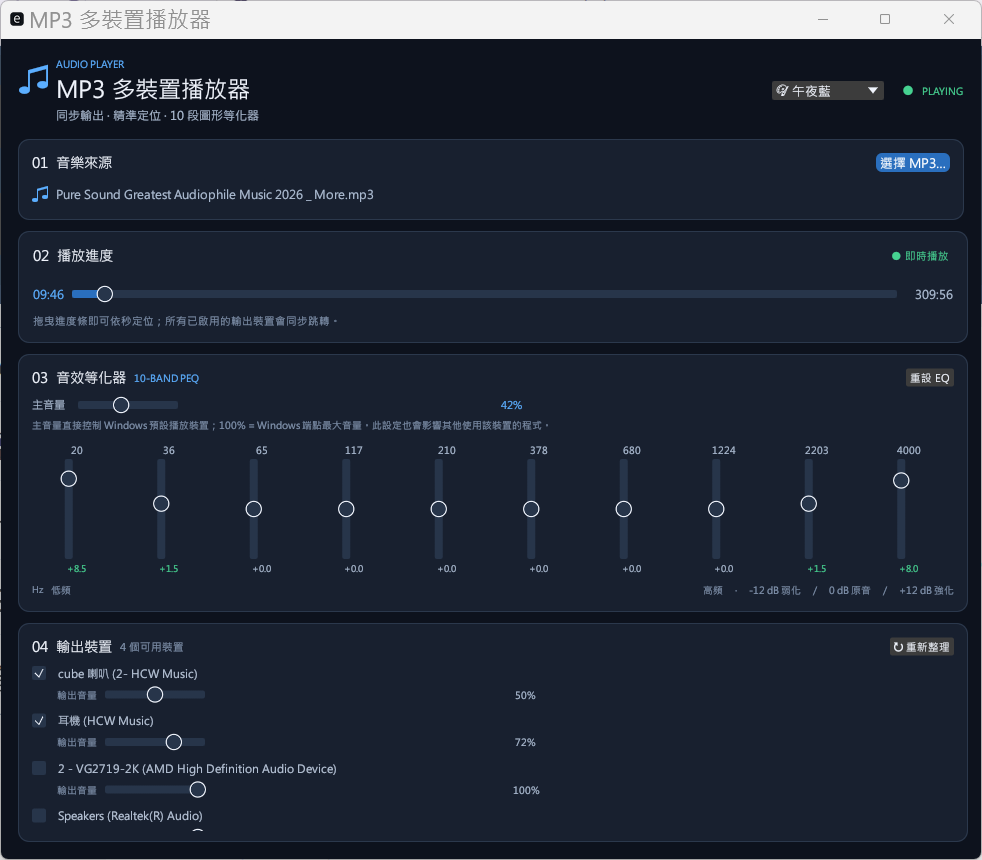 e MP3 多裝置播放器
AUDIO PLAYER
MP3 多裝置播放器
同步輸出 · 精準定位 · 10 段圖形等化器
午夜藍
PLAYING
01 音樂來源
選擇 MP3...
Pure Sound Greatest Audiophile Music 2026 _ More.mp3
02 播放進度
即時播放
09:46
309:56
拖曳進度條即可依秒定位；所有已啟用的輸出裝置會同步跳轉。
03 音效等化器 10-BAND PEQ
重設 EQ
主音量
42%
主音量直接控制 Windows 預設播放裝置；100% = Windows 端點最大音量。此設定也會影響其他使用該裝置的程式。
20 36 65 117 210 378 680 1224 2203 4000
+8.5 +1.5 +0.0 +0.0 +0.0 +0.0 +0.0 +0.0 +1.5 +8.0
Hz 低頻
高頻 · -12 dB 弱化 / 0 dB 原音 / +12 dB 強化
04 輸出裝置 4 個可用裝置
重新整理
cube 喇叭 (2- HCW Music)
輸出音量 50%
耳機 (HCW Music)
輸出音量 72%
2 - VG2719-2K (AMD High Definition Audio Device)
輸出音量 100%
Speakers (Realtek(R) Audio)